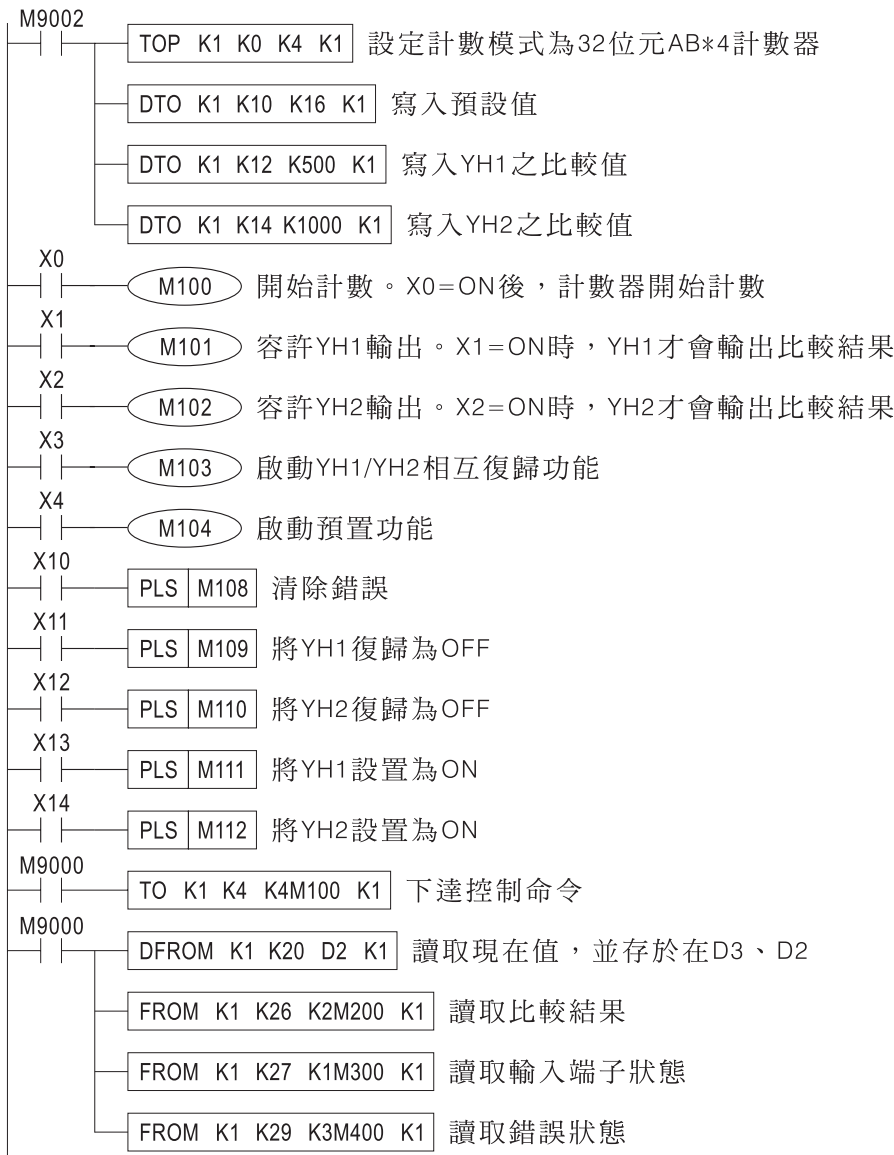 M9002
TOP K1 K0 K4 K1 設定計數模式為32位元AB*4計數器
DTO K1 K10 K16 K1 寫入預設值
DTO K1 K12 K500 K1 寫入YH1之比較值
DTO K1 K14 K1000 K1 寫入YH2之比較值
X0
M100 開始計數。X0=ON後,計數器開始計數
X1
M101 容許YH1輸出。X1=ON時,YH1才會輸出比較結果
X2
M102 容許YH2輸出。X2=ON時,YH2才會輸出比較結果
X3
M103 啟動YH1/YH2相互復歸功能
X4
M104 啟動預置功能
X10
PLS M108 清除錯誤
X11
PLS M109 將YH1復歸為OFF
X12
PLS M110 將YH2復歸為OFF
X13
PLS M111 將YH1設置為ON
X14
PLS M112 將YH2設置為ON
M9000
TO K1 K4 K4M100 K1 下達控制命令
M9000
DFROM K1 K20 D2 K1 讀取現在值,並存於在D3、D2
FROM K1 K26 K2M200 K1 讀取比較結果
FROM K1 K27 K1M300 K1 讀取輸入端子狀態
FROM K1 K29 K3M400 K1 讀取錯誤狀態